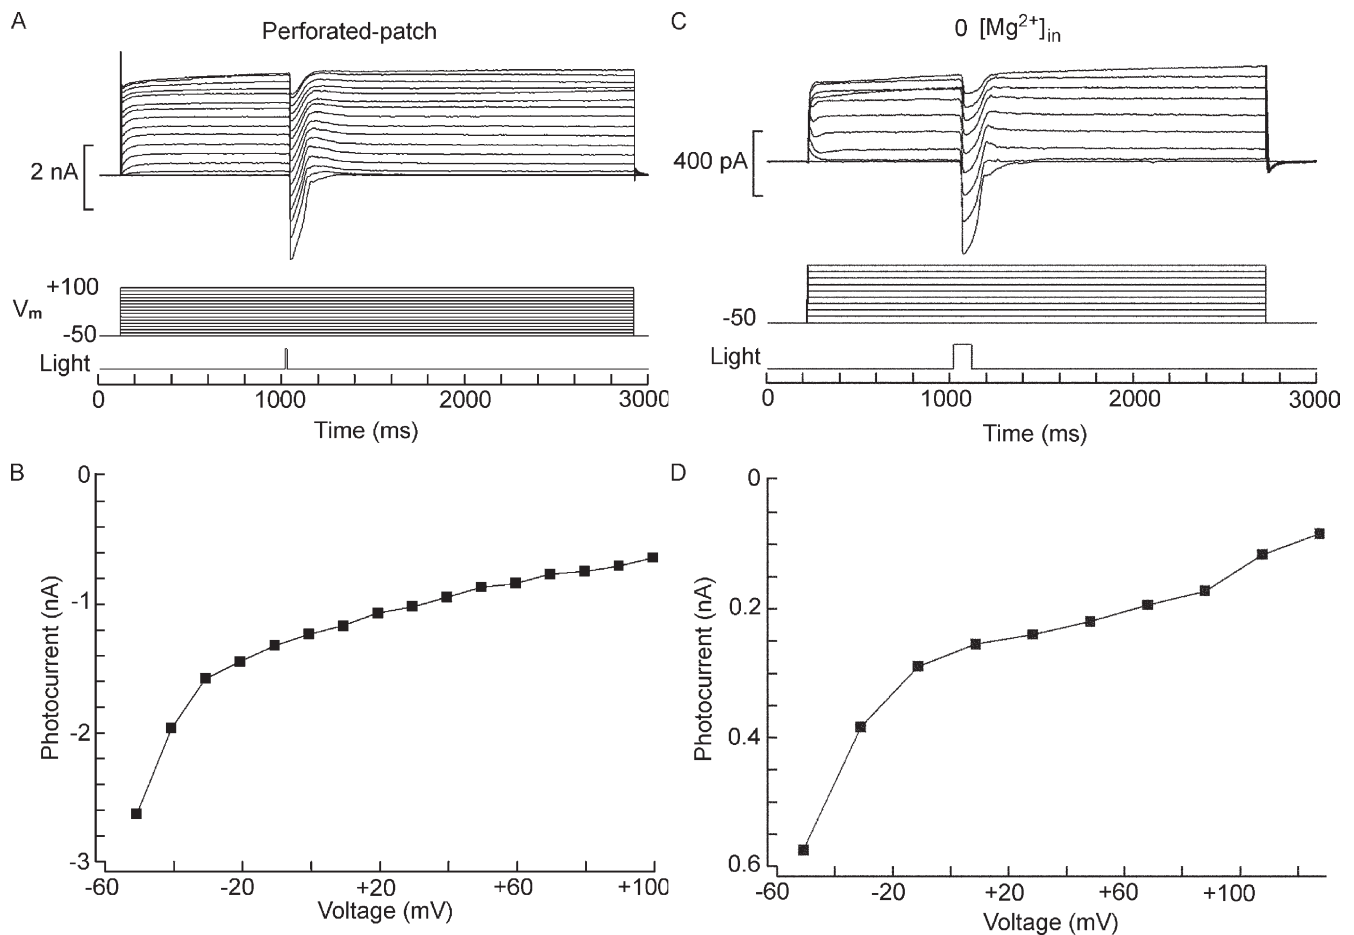 A
Perforated-patch
2 nA
+100
Vm
-50
Light
0
1000
2000
3000
Time (ms)
C
0 [Mg2+]in
400 pA
-50
Light
0
1000
2000
3000
Time (ms)
B
0
-1
-2
-3
Photocurrent (nA)
-60
-20
+20
+60
+100
Voltage (mV)
D
0
0.2
0.4
0.6
Photocurrent (nA)
-60
-20
+20
+60
+100
Voltage (mV)